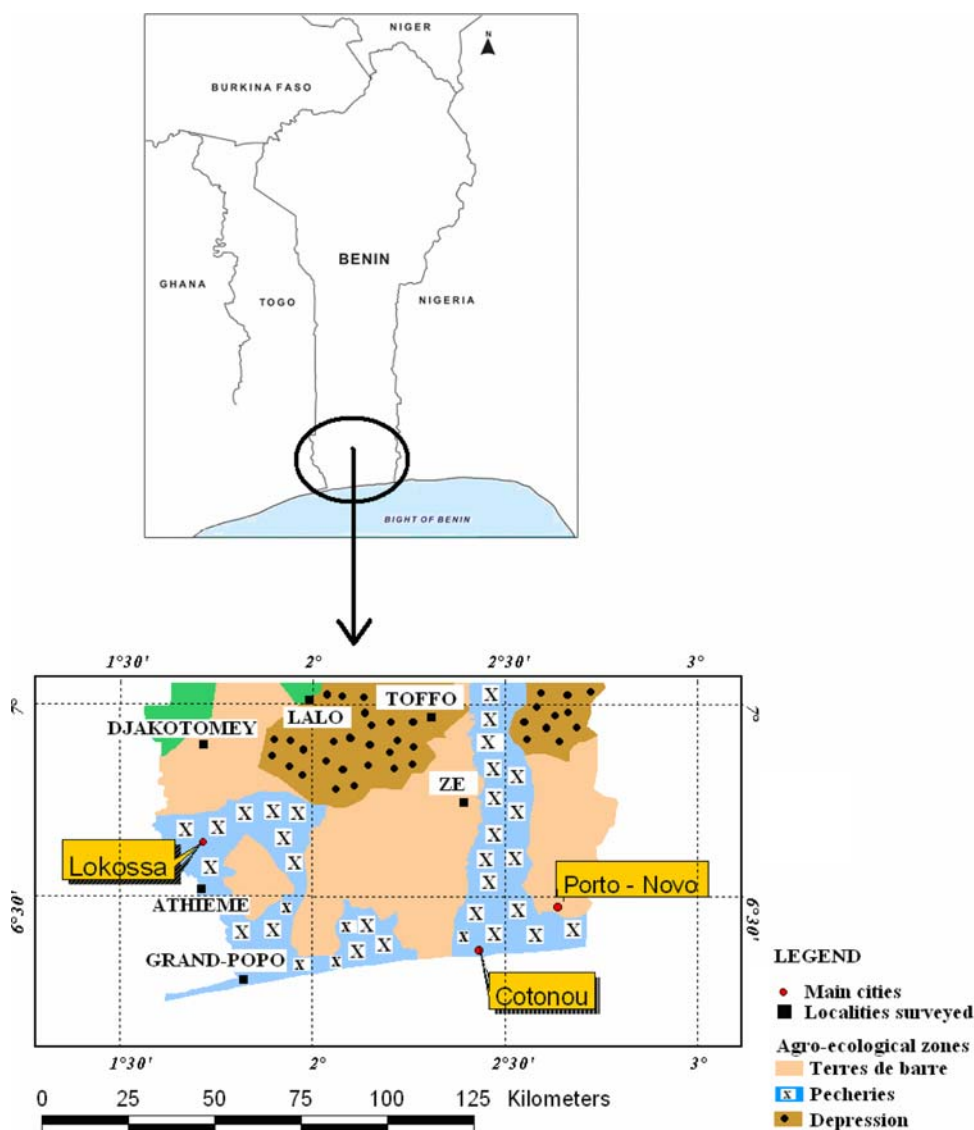 NIGER
N
BURKINA FASO
BENIN
GHANA
TOGO
NIGERIA
BIGHT OF BENIN
1°30' 2° 2°30' 3°
7° 7°
TOFFO
LALO
DJAKOTOMEY
ZE
Lokossa
Porto - Novo
ATHIEME
6°30' 6°30'
GRAND-POPO
Cotonou
1°30' 2° 2°30' 3°
0 25 50 75 100 125 Kilometers
LEGEND
Main cities
Localities surveyed
Agro-ecological zones
Terres de barre
X Pecheries
Depression